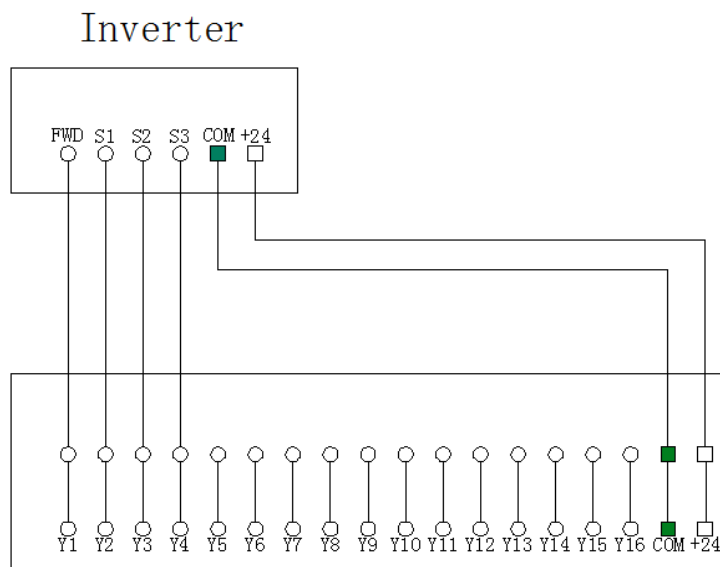 Inverter
FWD S1 S2 S3 COM +24
Y1 Y2 Y3 Y4 Y5 Y6 Y7 Y8 Y9 Y10 Y11 Y12 Y13 Y14 Y15 Y16 COM +24